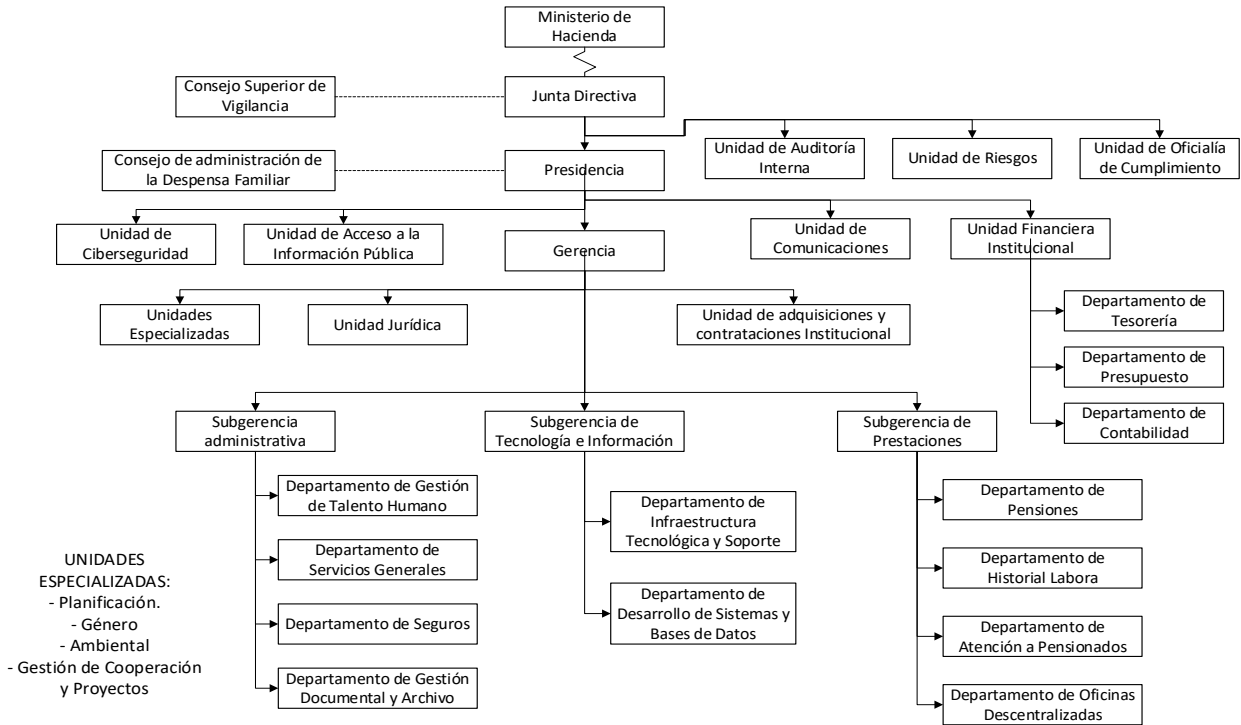 Ministerio de
Hacienda
Consejo Superior de
Vigilancia
Junta Directiva
Unidad de Auditoría
Interna
Unidad de Riesgos
Unidad de Oficialía
de Cumplimiento
Consejo de administración de
la Despensa Familiar
Presidencia
Unidad de
Ciberseguridad
Unidad de Acceso a la
Información Pública
Gerencia
Unidad de
Comunicaciones
Unidad Financiera
Institucional
Unidades
Especializadas
Unidad Jurídica
Unidad de adquisiciones y
contrataciones Institucional
Departamento de
Tesorería
Departamento de
Presupuesto
Departamento de
Contabilidad
Subgerencia
administrativa
Subgerencia de
Tecnología e Información
Subgerencia de
Prestaciones
Departamento de Gestión
de Talento Humano
Departamento de
Servicios Generales
Departamento de Seguros
Departamento de Gestión
Documental y Archivo
Departamento de
Infraestructura
Tecnológica y Soporte
Departamento de
Desarrollo de Sistemas y
Bases de Datos
Departamento de
Pensiones
Departamento de
Historial Labora
Departamento de
Atención a Pensionados
Departamento de Oficinas
Descentralizadas
UNIDADES
ESPECIALIZADAS:
- Planificación.
- Género
- Ambiental
- Gestión de Cooperación
y Proyectos